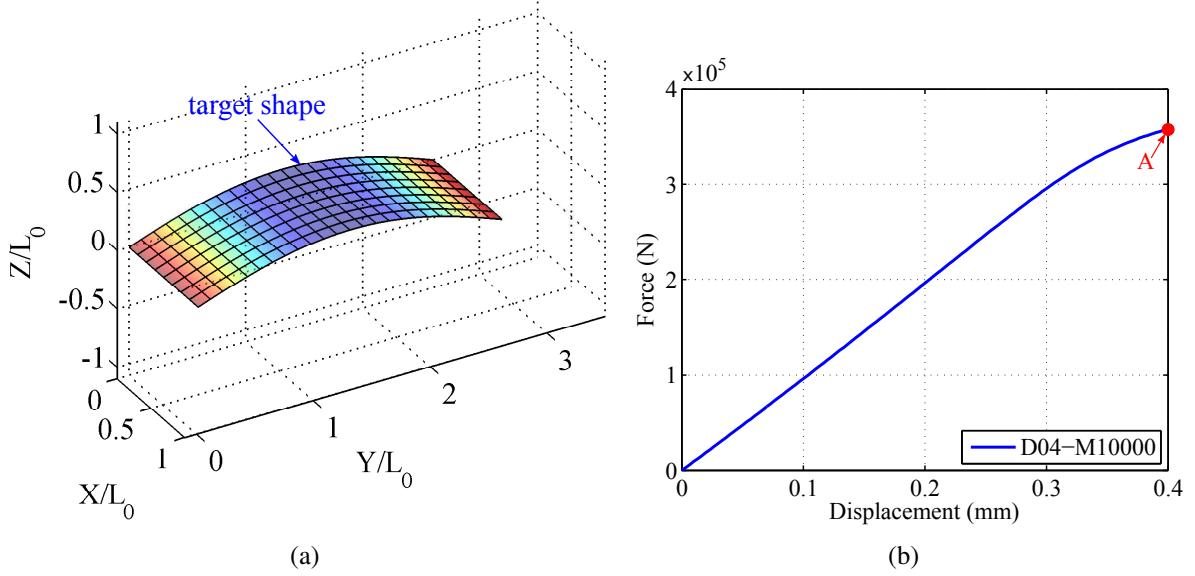 target shape
1
0.5
0
-0.5
-1
Z/L0
0
0.5
1
X/L0
0
1
2
3
Y/L0
(a)
×10^5
4
3
2
1
0
Force (N)
A
D04−M10000
0 0.1 0.2 0.3 0.4
Displacement (mm)
(b)